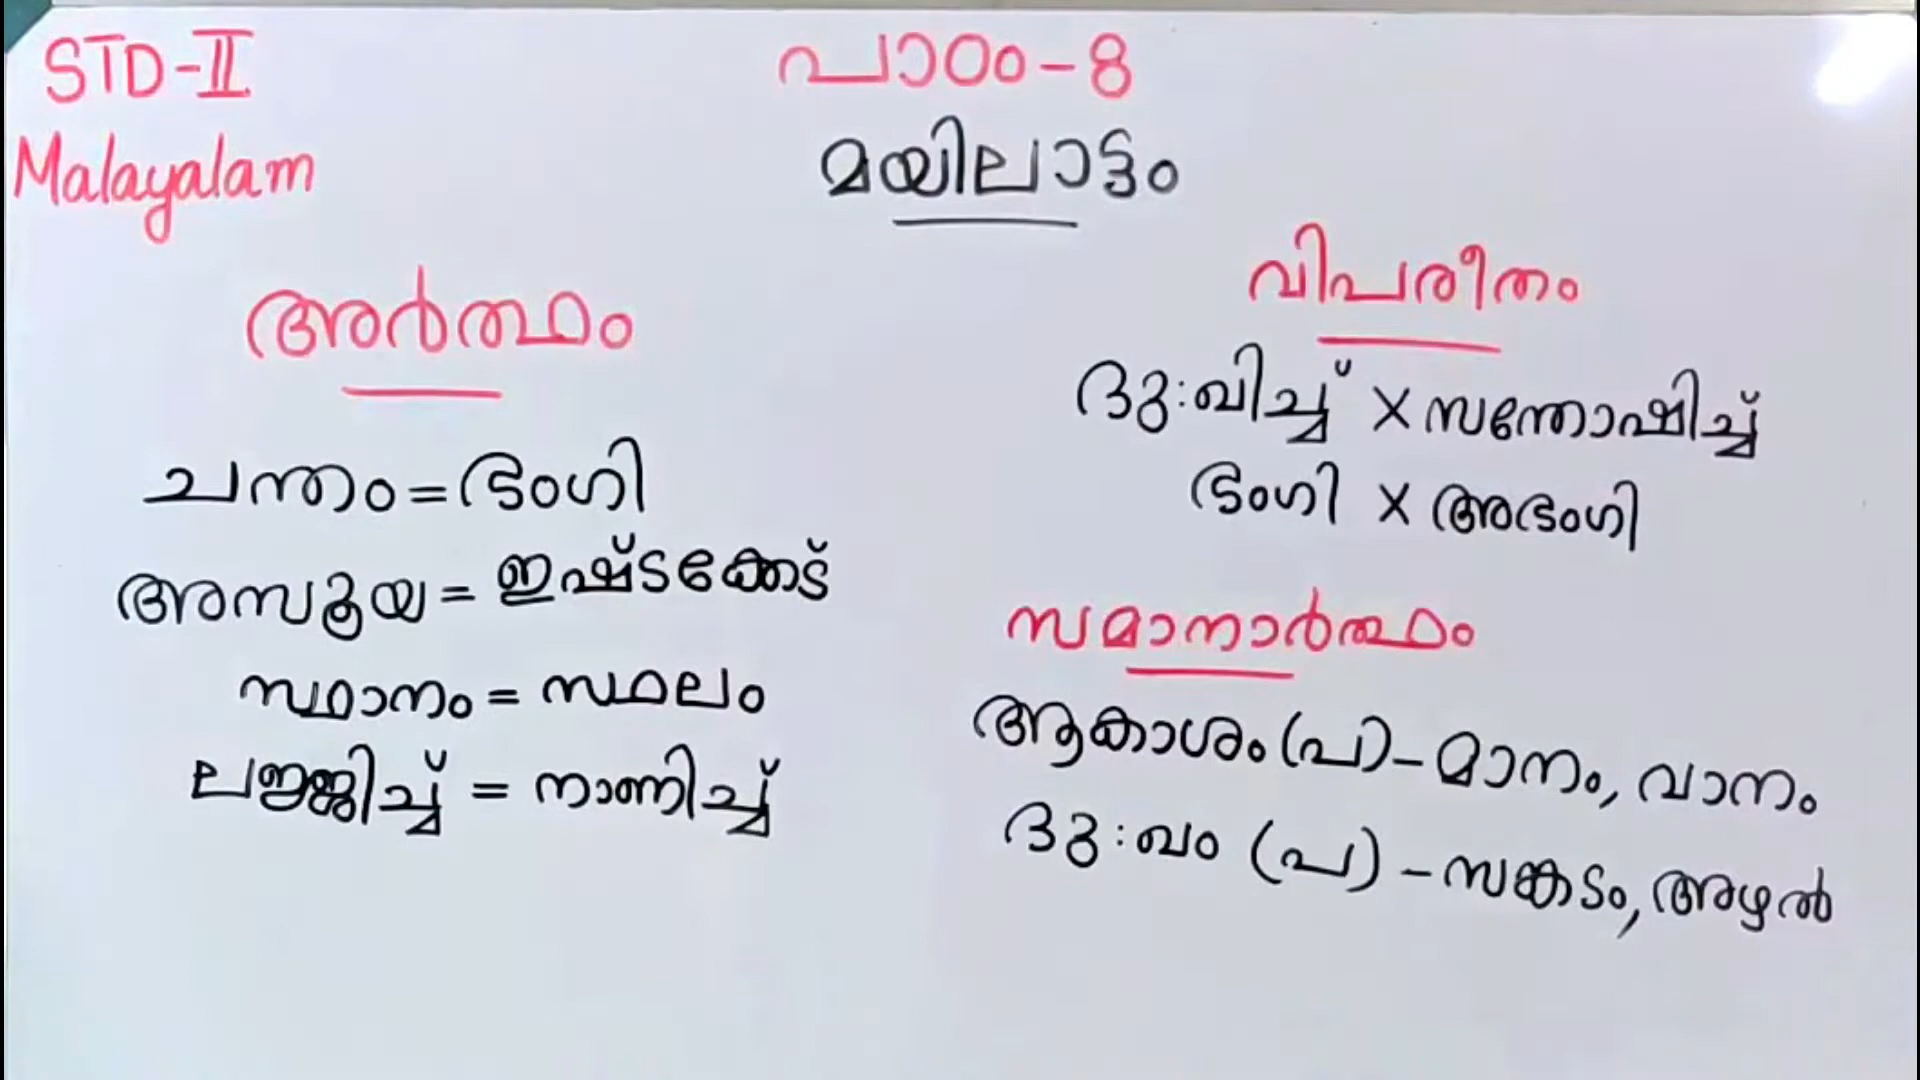 STD-II
Malayalam
പാഠം-8
മയിലാട്ടം
അർത്ഥം
ചന്തം=ഭംഗി
അസൂയ=ഇഷ്ടക്കേട്
സ്ഥാനം=സ്ഥലം
ലജ്ജിച്ച് = നാണിച്ച്
വിപരീതം
ദുഃഖിച്ച് X സന്തോഷിച്ച്
ഭംഗി X അഭംഗി
സമാനാർത്ഥം
ആകാശം (പ)-മാനം, വാനം
ദുഃഖം (പ) -സങ്കടം, അഴൽ